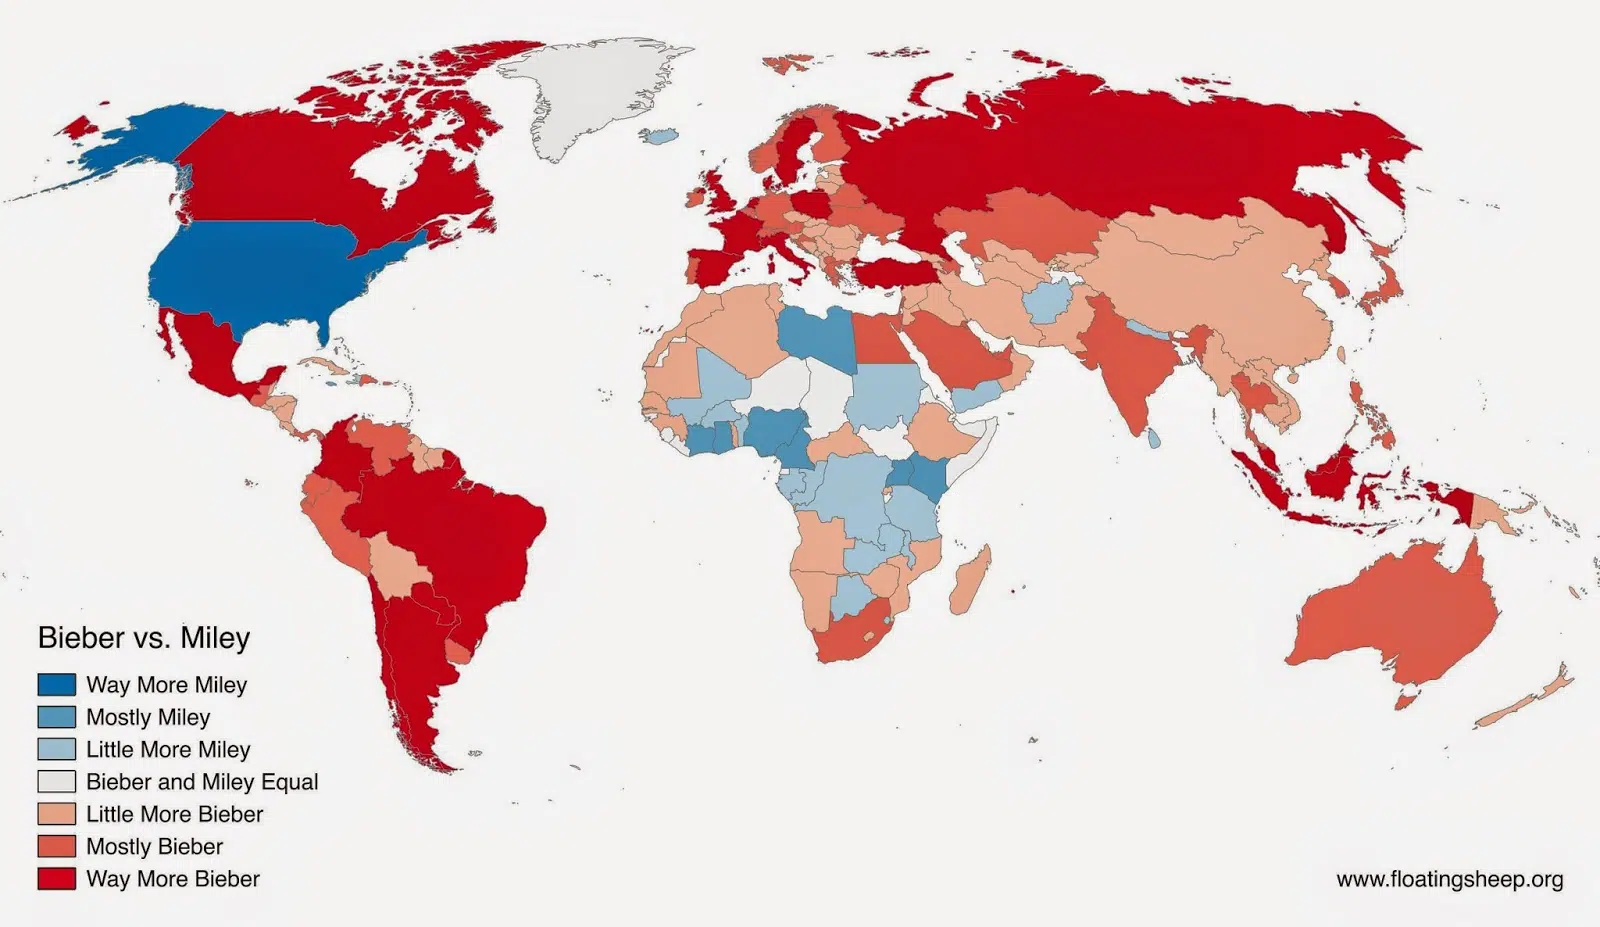 Bieber vs. Miley
Way More Miley
Mostly Miley
Little More Miley
Bieber and Miley Equal
Little More Bieber
Mostly Bieber
Way More Bieber
www.floatingsheep.org